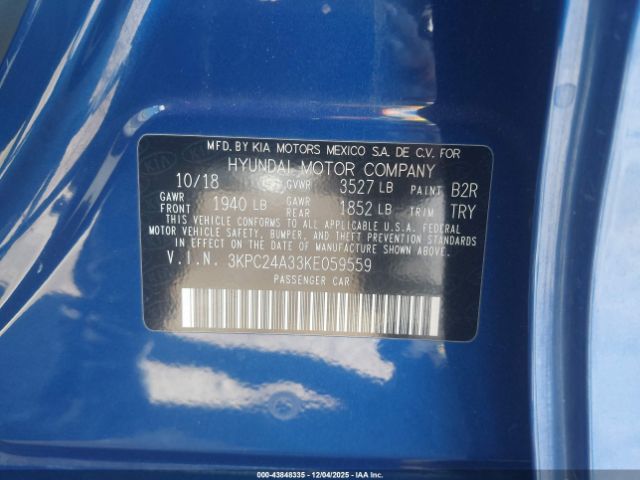 MFD. BY KIA MOTORS MEXICO S.A. DE C.V. FOR
HYUNDAI MOTOR COMPANY
10/18 GVWR 3527 LB PAINT B2R
GAWR FRONT 1940 LB GAWR REAR 1852 LB TRIM TRY
THIS VEHICLE CONFORMS TO ALL APPLICABLE U.S.A. FEDERAL
MOTOR VEHICLE SAFETY, BUMPER, AND THEFT PREVENTION
STANDARDS IN EFFECT ON THE DATE OF MANUFACTURE SHOWN ABOVE.
V.I.N. 3KPC24A33KE059559
PASSENGER CAR
© 43848335 - 12/04/2025 - IAA